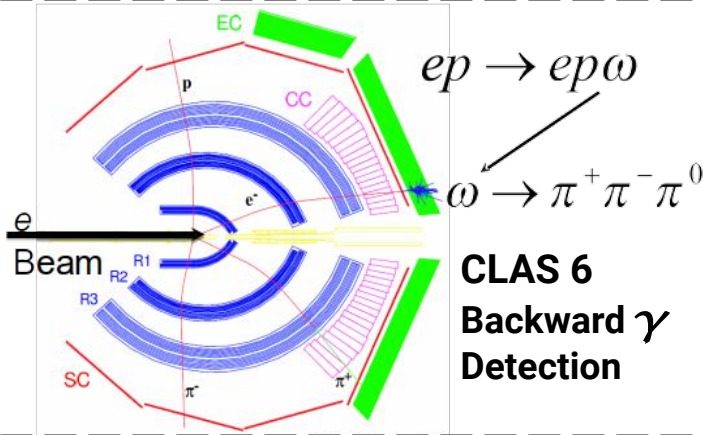 EC
ep → epω
p
CC
e⁻
ω → π⁺π⁻π⁰
e
Beam
R1
R2
R3
CLAS 6
Backward γ
Detection
SC
π⁻
π⁺